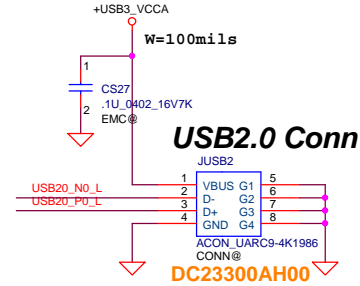 +USB3_VCCA
W=100mils
1
CS27
.1U_0402_16V7K
2
EMC@
USB2.0 Conn
JUSB2
1 VBUS G1 5
USB20_N0_L 2 D- G2 6
USB20_P0_L 3 D+ G3 7
4 GND G4 8
ACON_UARC9-4K1986
CONN@
DC23300AH00